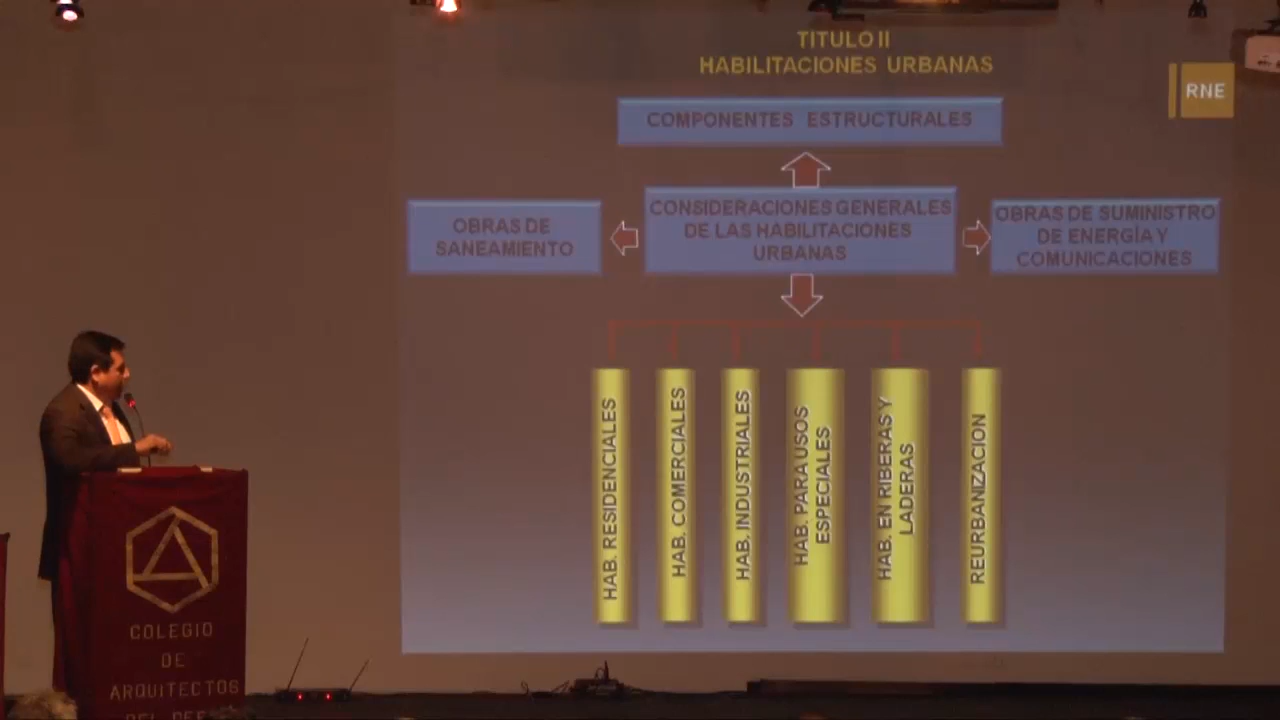 TITULO II
HABILITACIONES URBANAS
RNE
COMPONENTES ESTRUCTURALES
OBRAS DE
SANEAMIENTO
CONSIDERACIONES GENERALES
DE LAS HABILITACIONES
URBANAS
OBRAS DE SUMINISTRO
DE ENERGÍA Y
COMUNICACIONES
HAB. RESIDENCIALES
HAB. COMERCIALES
HAB. INDUSTRIALES
HAB. PARA USOS
ESPECIALES
HAB. EN RIBERAS Y
LADERAS
REURBANIZACION
COLEGIO
DE
ARQUITECTOS
DEL